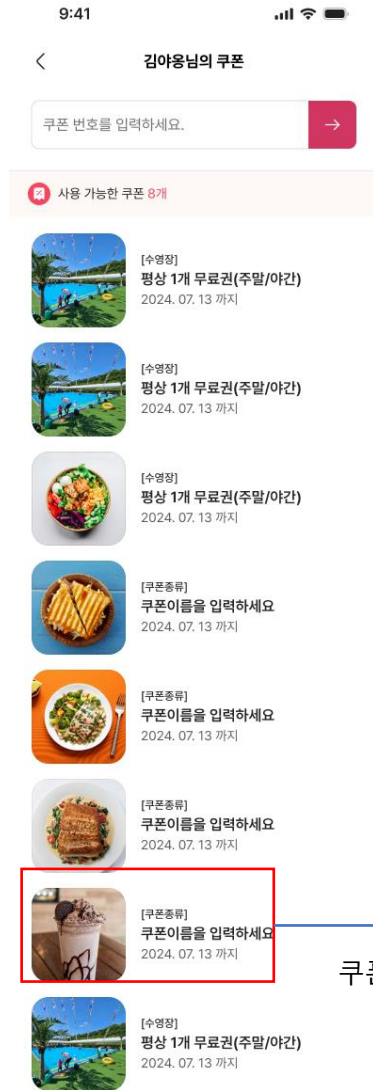 9:41
김야옹님의 쿠폰
쿠폰 번호를 입력하세요.
사용 가능한 쿠폰 8개
[수영장]
평상 1개 무료권(주말/야간)
2024. 07. 13 까지
[수영장]
평상 1개 무료권(주말/야간)
2024. 07. 13 까지
[수영장]
평상 1개 무료권(주말/야간)
2024. 07. 13 까지
[쿠폰종류]
쿠폰이름을 입력하세요
2024. 07. 13 까지
[쿠폰종류]
쿠폰이름을 입력하세요
2024. 07. 13 까지
[쿠폰종류]
쿠폰이름을 입력하세요
2024. 07. 13 까지
[쿠폰종류]
쿠폰이름을 입력하세요
2024. 07. 13 까지
[수영장]
평상 1개 무료권(주말/야간)
2024. 07. 13 까지